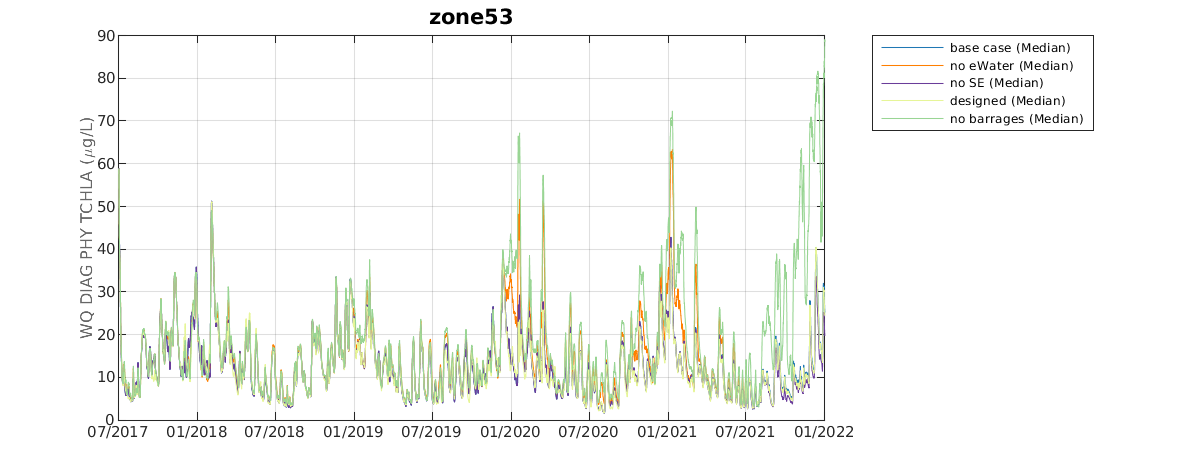 zone53
WQ DIAG PHY TCHLA (μg/L)
90
80
70
60
50
40
30
20
10
0
07/2017 01/2018 07/2018 01/2019 07/2019 01/2020 07/2020 01/2021 07/2021 01/2022
base case (Median)
no eWater (Median)
no SE (Median)
designed (Median)
no barrages (Median)